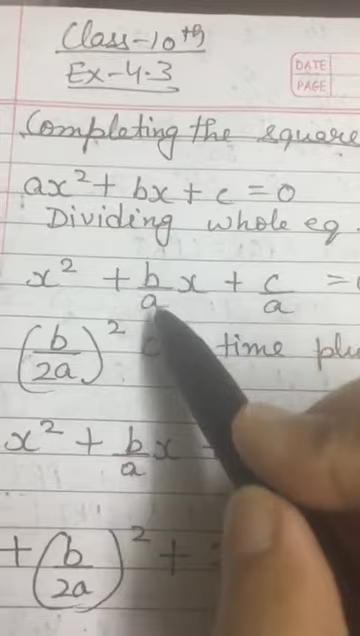 Class-10th
Ex-4.3
DATE
PAGE
Completing the square
ax² + bx + c = 0
Dividing whole eq.
x² + b/a x + c/a =
(b/2a)² time
x² + b/a x
+ (b/2a)² +